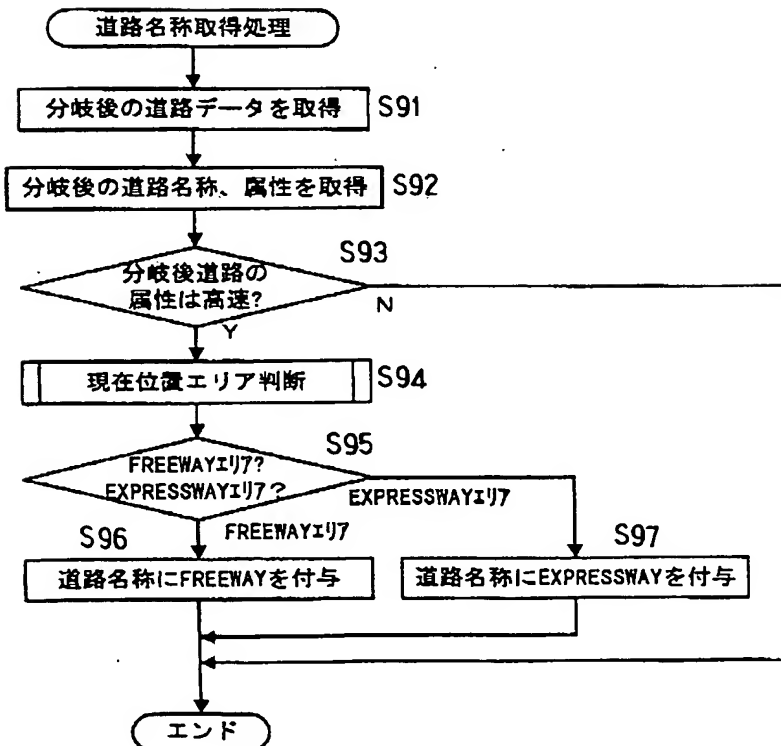 道路名称取得処理
分岐後の道路データを取得
S91
分岐後の道路名称、属性を取得
S92
S93
分岐後道路の
属性は高速?
N
Y
現在位置エリア判断
S94
S95
FREEWAYエリア?
EXPRESSWAYエリア?
EXPRESSWAYエリア
FREEWAYエリア
S96
S97
道路名称にFREEWAYを付与
道路名称にEXPRESSWAYを付与
エンド